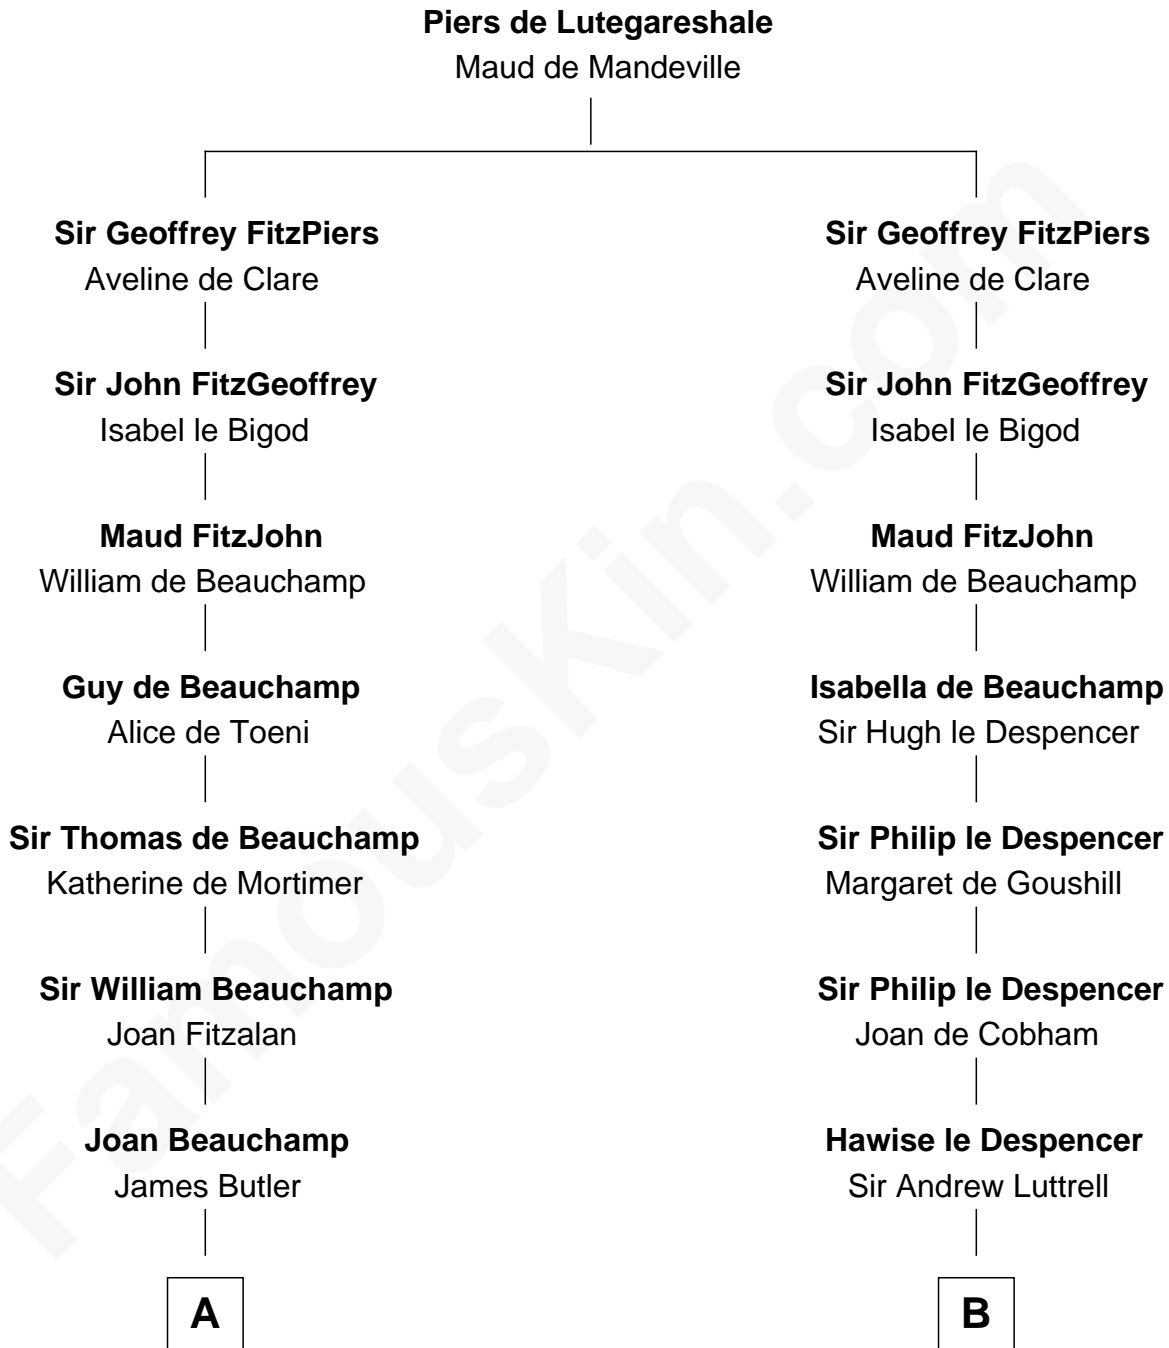 Piers de Lutegareshale
Maud de Mandeville
Sir Geoffrey FitzPiers
Aveline de Clare
Sir John FitzGeoffrey
Isabel le Bigod
Maud FitzJohn
William de Beauchamp
Guy de Beauchamp
Alice de Toeni
Sir Thomas de Beauchamp
Katherine de Mortimer
Sir William Beauchamp
Joan Fitzalan
Joan Beauchamp
James Butler
A
Sir Geoffrey FitzPiers
Aveline de Clare
Sir John FitzGeoffrey
Isabel le Bigod
Maud FitzJohn
William de Beauchamp
Isabella de Beauchamp
Sir Hugh le Despencer
Sir Philip le Despencer
Margaret de Goushill
Sir Philip le Despencer
Joan de Cobham
Hawise le Despencer
Sir Andrew Luttrell
B
FamousKin.com